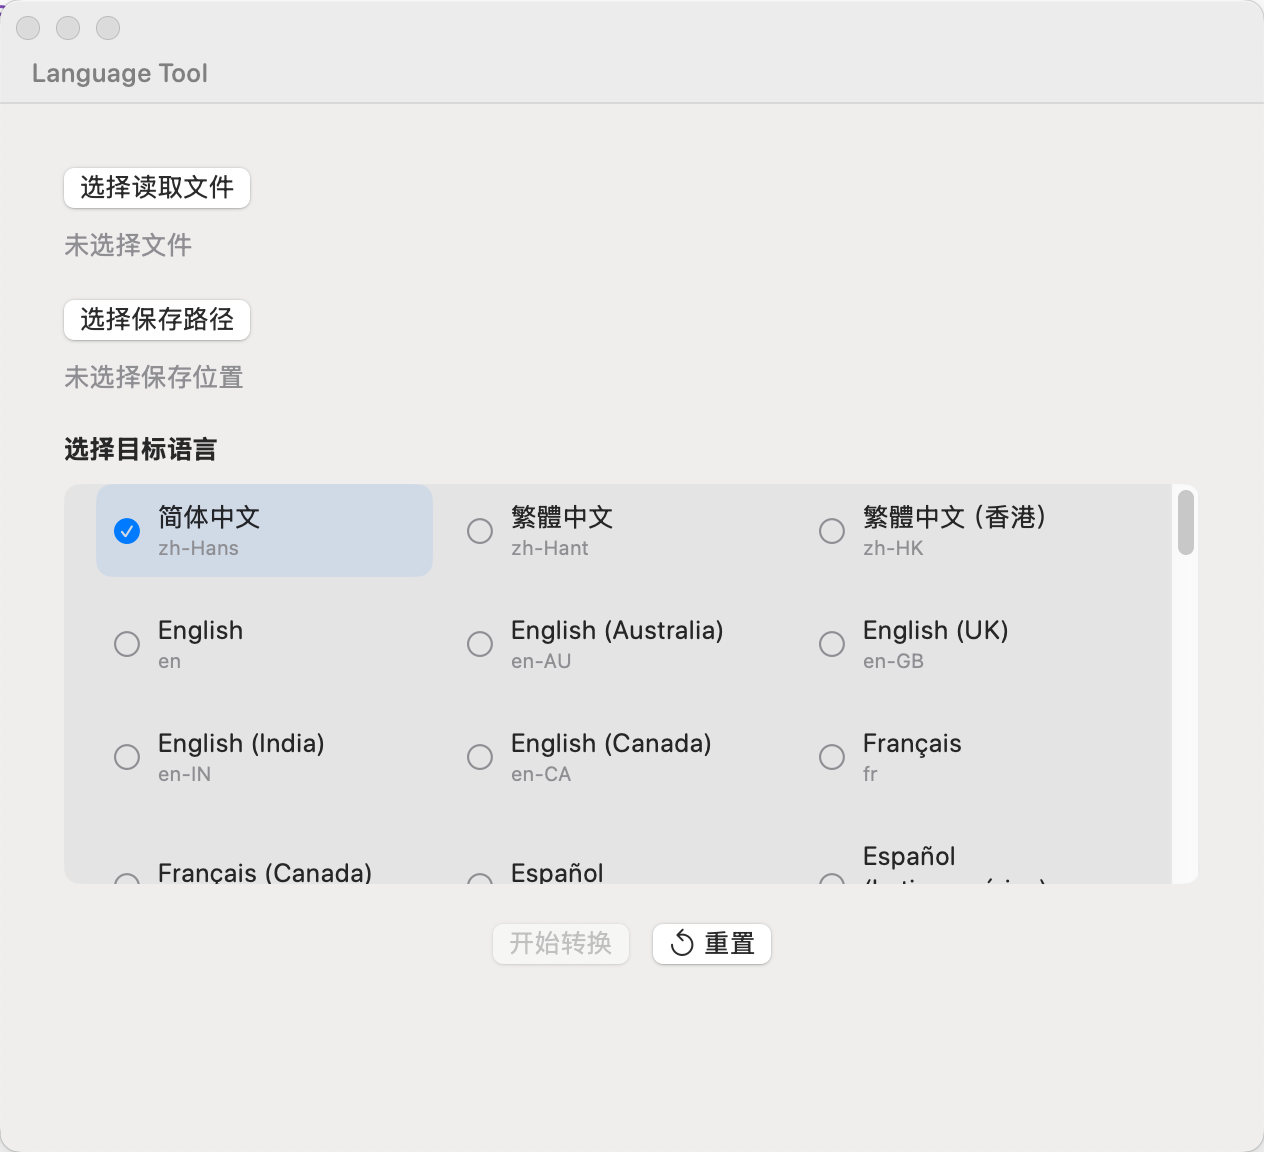 Language Tool
选择读取文件
未选择文件
选择保存路径
未选择保存位置
选择目标语言
简体中文
zh-Hans
繁體中文
zh-Hant
繁體中文（香港）
zh-HK
English
en
English (Australia)
en-AU
English (UK)
en-GB
English (India)
en-IN
English (Canada)
en-CA
Français
fr
Français (Canada)
Español
Español
开始转换
重置